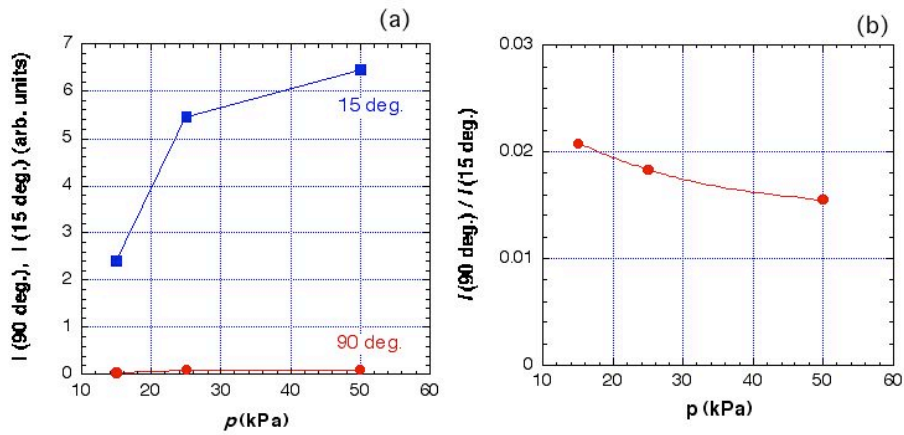 (a)
7
6
5
4
3
2
1
0
10 20 30 40 50 60
p(kPa)
I (90 deg.), I (15 deg.) (arb. units)
15 deg.
90 deg.
(b)
0.03
0.02
0.01
0
10 20 30 40 50 60
p (kPa)
I (90 deg.) / I (15 deg.)